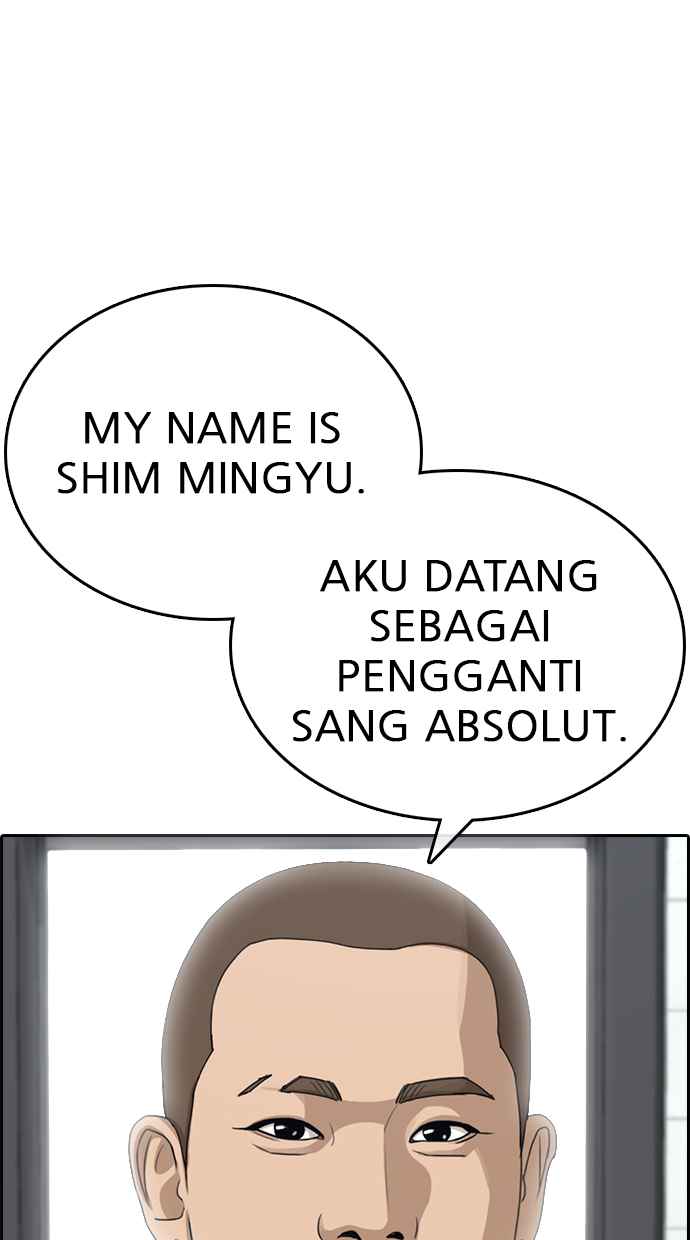 MY NAME IS
SHIM MINGYU.
AKU DATANG
SEBAGAI
PENGGANTI
SANG ABSOLUT.